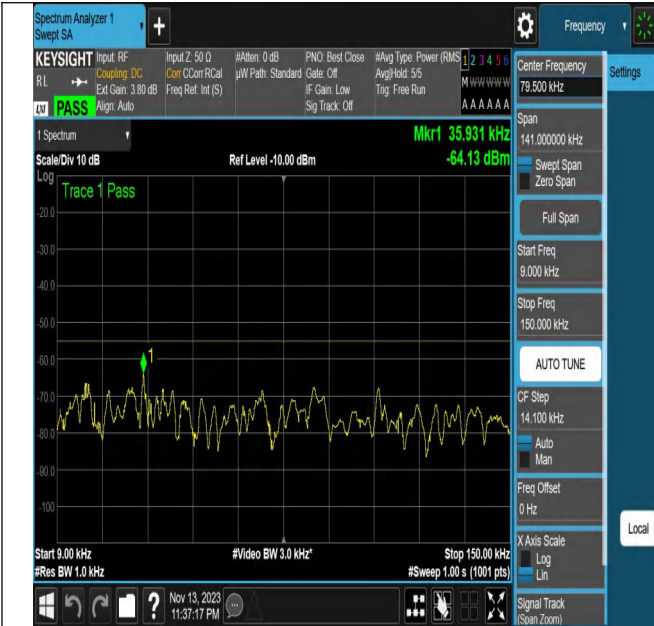 Spectrum Analyzer 1
Swept SA
+
Frequency
KEYSIGHT
RL
PASS
Input: RF
Coupling: DC
Ext Gain: 3.80 dB
Align: Auto
Input Z: 50 Ω
Corr CCorr RCal
Freq Ref: Int (S)
#Atten: 0 dB
µW Path: Standard
PNO: Best Close
Gate: Off
IF Gain: Low
Sig Track: Off
#Avg Type: Power (RMS
Avg|Hold: 5/5
Trig: Free Run
1 2 3 4 5 6
M W W W W W
A A A A A A
1 Spectrum
Scale/Div 10 dB
Ref Level -10.00 dBm
Mkr1 35.931 kHz
-64.13 dBm
Log
Trace 1 Pass
-20.0
-30.0
-40.0
-50.0
-60.0
-70.0
-80.0
-90.0
-100
1
Start 9.00 kHz
#Res BW 1.0 kHz
#Video BW 3.0 kHz*
Stop 150.00 kHz
#Sweep 1.00 s (1001 pts)
?
Nov 13, 2023
11:37:17 PM
Center Frequency
79.500 kHz
Span
141.000000 kHz
Swept Span
Zero Span
Full Span
Start Freq
9.000 kHz
Stop Freq
150.000 kHz
AUTO TUNE
CF Step
14.100 kHz
Auto
Man
Freq Offset
0 Hz
X Axis Scale
Log
Lin
Signal Track
(Span Zoom)
Settings
Local